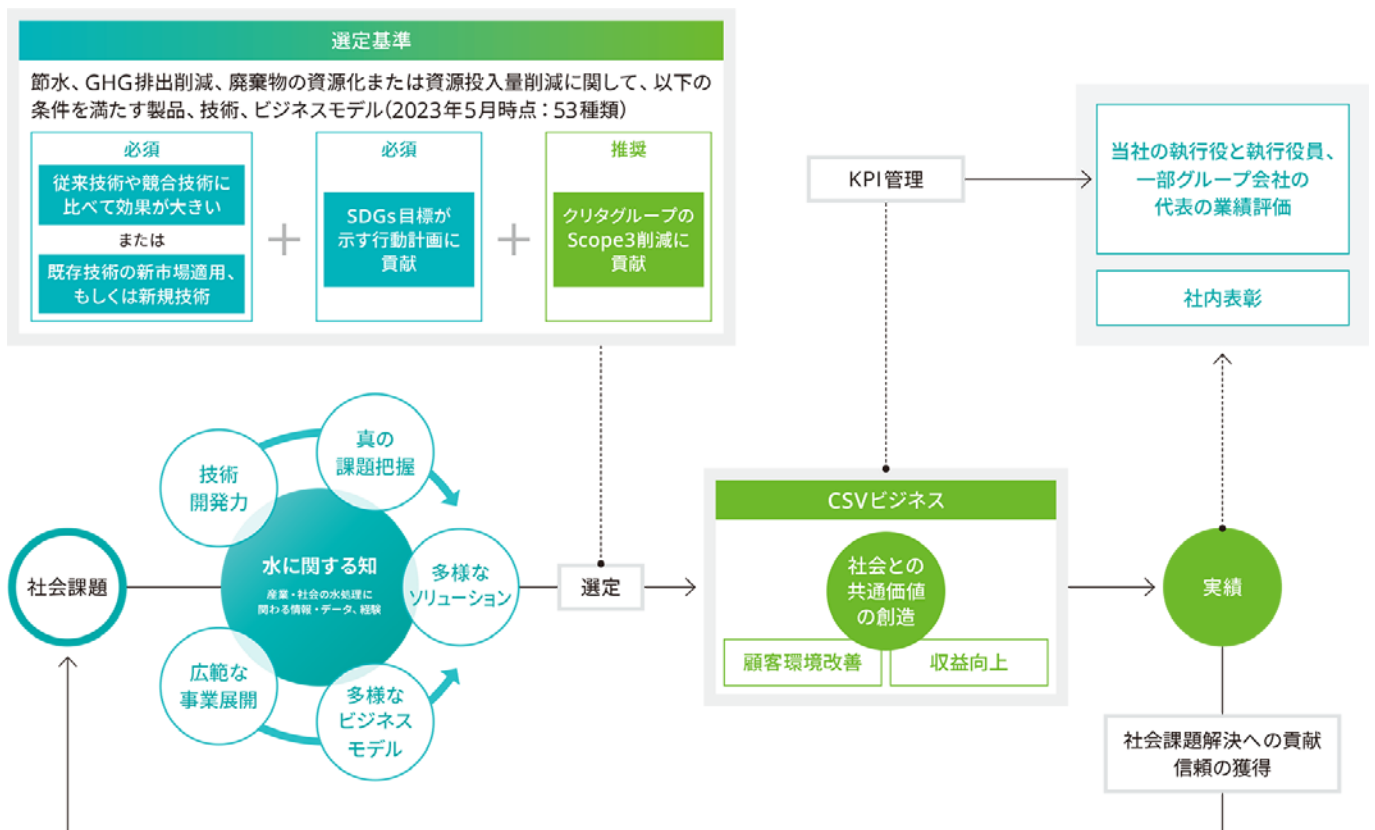 選定基準
節水、GHG排出削減、廃棄物の資源化または資源投入量削減に関して、以下の
条件を満たす製品、技術、ビジネスモデル(2023年5月時点：53種類)
必須
従来技術や競合技術に
比べて効果が大きい
または
既存技術の新市場適用、
もしくは新規技術
+
必須
SDGs目標が
示す行動計画に
貢献
+
推奨
クリタグループの
Scope3削減に
貢献
KPI管理
当社の執行役と執行役員、
一部グループ会社の
代表の業績評価
社内表彰
社会課題
技術
開発力
真の
課題把握
水に関する知
産業・社会の水処理に
関わる情報・データ、経験
多様な
ソリューション
広範な
事業展開
多様な
ビジネス
モデル
選定
CSVビジネス
社会との
共通価値
の創造
顧客環境改善
収益向上
実績
社会課題解決への貢献
信頼の獲得